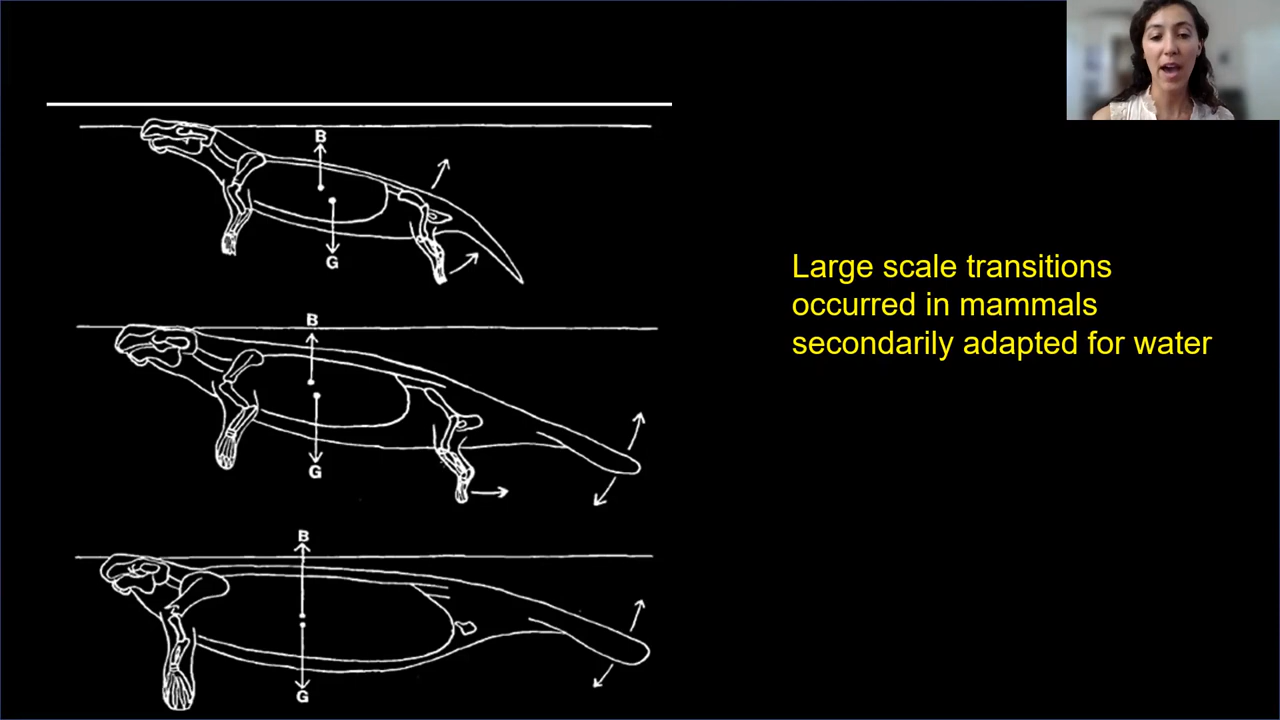 B
G
B
G
B
G
Large scale transitions
occurred in mammals
secondarily adapted for water